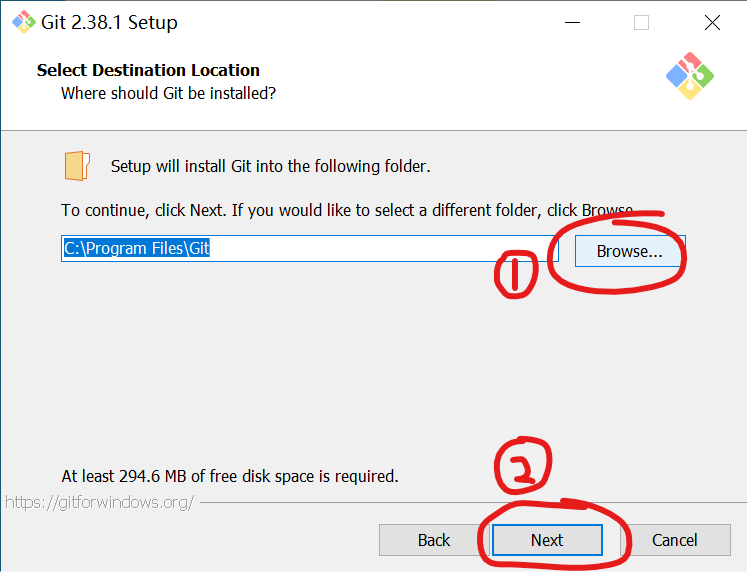 Git 2.38.1 Setup
Select Destination Location
Where should Git be installed?
Setup will install Git into the following folder.
To continue, click Next. If you would like to select a different folder, click Browse.
C:\Program Files\Git
Browse...
1
2
At least 294.6 MB of free disk space is required.
https://gitforwindows.org/
Back Next Cancel